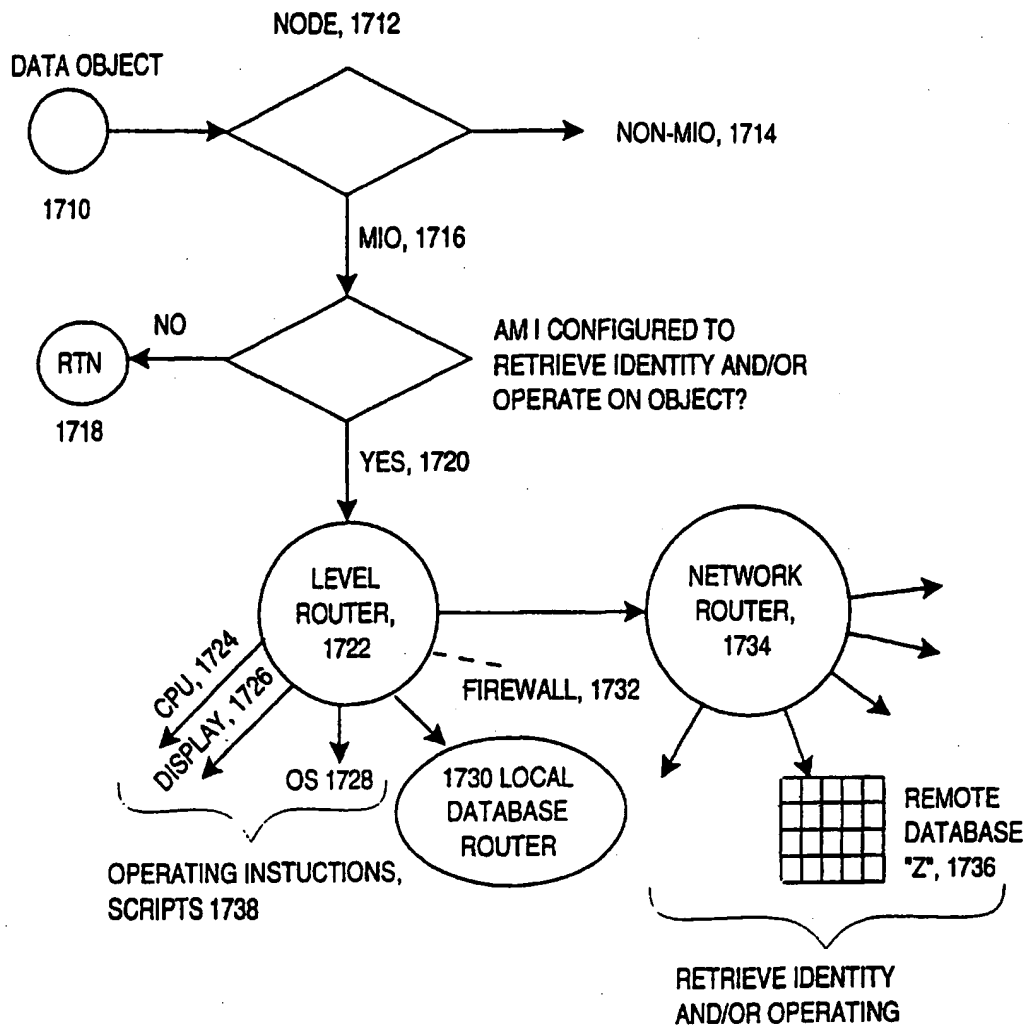 NODE, 1712
DATA OBJECT
1710
NON-MIO, 1714
MIO, 1716
NO
RTN
1718
AM I CONFIGURED TO
RETRIEVE IDENTITY AND/OR
OPERATE ON OBJECT?
YES, 1720
LEVEL
ROUTER,
1722
NETWORK
ROUTER,
1734
CPU, 1724
DISPLAY, 1726
FIREWALL, 1732
OS 1728
1730 LOCAL
DATABASE
ROUTER
REMOTE
DATABASE
"Z", 1736
OPERATING INSTUCTIONS,
SCRIPTS 1738
RETRIEVE IDENTITY
AND/OR OPERATING